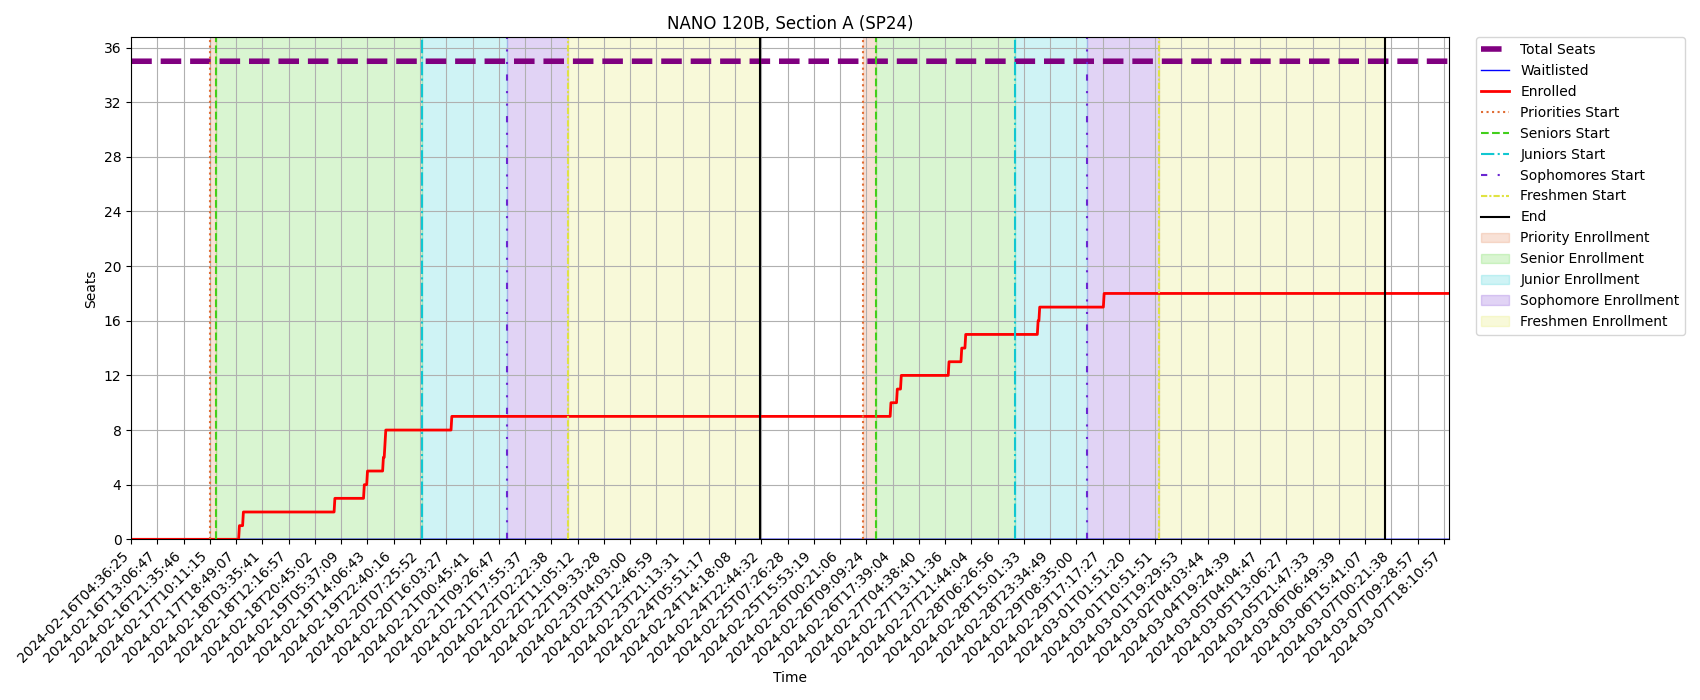 NANO 120B, Section A (SP24)
36
32
28
24
20
16
12
8
4
0
Seats
2024-02-16T04:36:25
2024-02-16T13:06:47
2024-02-16T21:35:46
2024-02-17T10:11:15
2024-02-17T18:49:07
2024-02-18T03:35:41
2024-02-18T12:16:57
2024-02-18T20:45:02
2024-02-19T05:37:09
2024-02-19T14:06:43
2024-02-19T22:40:16
2024-02-20T07:25:52
2024-02-20T16:03:27
2024-02-21T00:45:41
2024-02-21T09:26:47
2024-02-21T17:55:37
2024-02-22T02:22:38
2024-02-22T11:05:12
2024-02-22T19:33:28
2024-02-23T04:03:00
2024-02-23T12:46:59
2024-02-23T21:13:31
2024-02-24T05:51:17
2024-02-24T14:18:08
2024-02-24T22:44:32
2024-02-25T07:26:28
2024-02-25T15:53:19
2024-02-26T00:21:06
2024-02-26T09:09:24
2024-02-26T17:39:04
2024-02-27T04:38:40
2024-02-27T13:11:36
2024-02-27T21:44:04
2024-02-28T06:26:56
2024-02-28T15:01:33
2024-02-28T23:34:49
2024-02-29T08:35:00
2024-02-29T17:17:27
2024-03-01T01:51:20
2024-03-01T10:51:51
2024-03-01T19:29:53
2024-03-02T04:03:44
2024-03-04T19:24:39
2024-03-05T04:04:47
2024-03-05T13:06:27
2024-03-05T21:47:33
2024-03-06T06:49:39
2024-03-06T15:41:07
2024-03-07T00:21:38
2024-03-07T09:28:57
2024-03-07T18:10:57
Time
Total Seats
Waitlisted
Enrolled
Priorities Start
Seniors Start
Juniors Start
Sophomores Start
Freshmen Start
End
Priority Enrollment
Senior Enrollment
Junior Enrollment
Sophomore Enrollment
Freshmen Enrollment